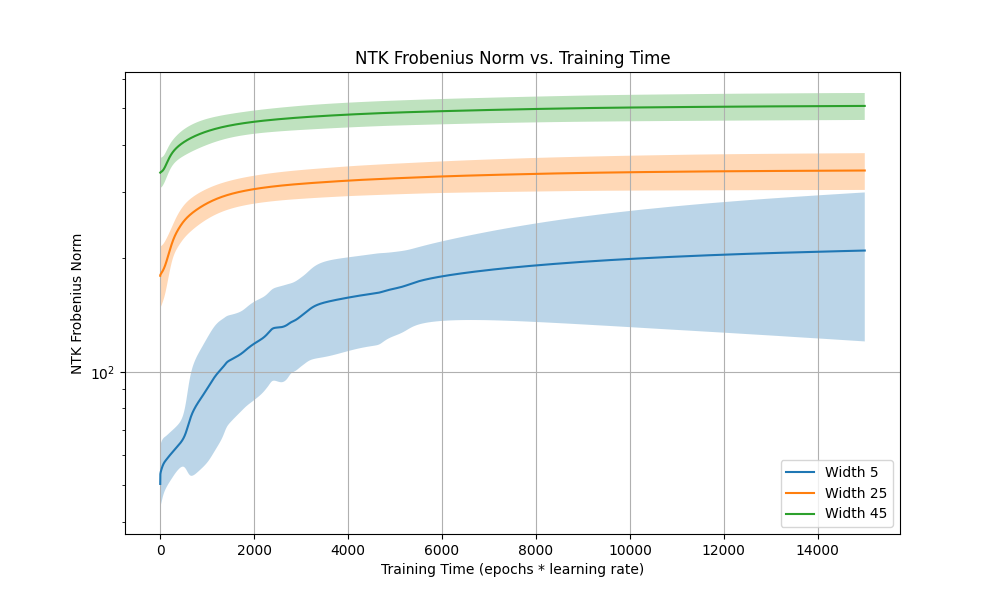 NTK Frobenius Norm vs. Training Time
NTK Frobenius Norm
10²
0 2000 4000 6000 8000 10000 12000 14000
Training Time (epochs * learning rate)
Width 5
Width 25
Width 45